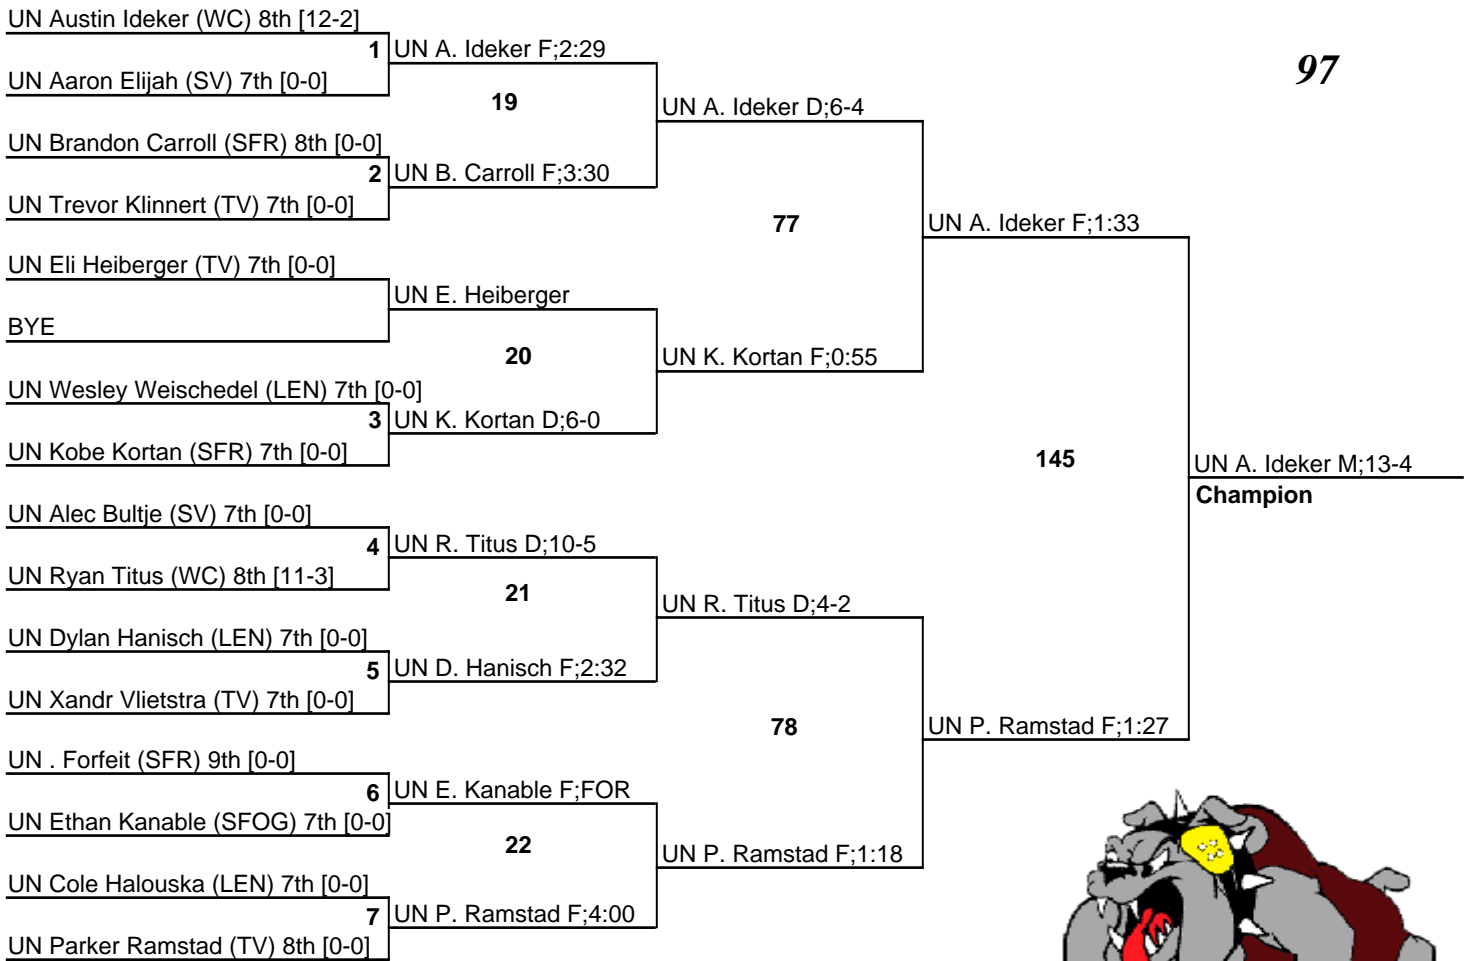 UN Austin Ideker (WC) 8th [12-2]
1 UN A. Ideker F;2:29
97
UN Aaron Elijah (SV) 7th [0-0]
19
UN A. Ideker D;6-4
UN Brandon Carroll (SFR) 8th [0-0]
2 UN B. Carroll F;3:30
UN Trevor Klinnert (TV) 7th [0-0]
77
UN A. Ideker F;1:33
UN Eli Heiberger (TV) 7th [0-0]
UN E. Heiberger
BYE
20
UN K. Kortan F;0:55
UN Wesley Weischedel (LEN) 7th [0-0]
3 UN K. Kortan D;6-0
UN Kobe Kortan (SFR) 7th [0-0]
145
UN A. Ideker M;13-4
Champion
UN Alec Bultje (SV) 7th [0-0]
4 UN R. Titus D;10-5
UN Ryan Titus (WC) 8th [11-3]
21
UN R. Titus D;4-2
UN Dylan Hanisch (LEN) 7th [0-0]
5 UN D. Hanisch F;2:32
UN Xandr Vlietstra (TV) 7th [0-0]
78
UN P. Ramstad F;1:27
UN . Forfeit (SFR) 9th [0-0]
6 UN E. Kanable F;FOR
UN Ethan Kanable (SFOG) 7th [0-0]
22
UN P. Ramstad F;1:18
UN Cole Halouska (LEN) 7th [0-0]
7 UN P. Ramstad F;4:00
UN Parker Ramstad (TV) 8th [0-0]